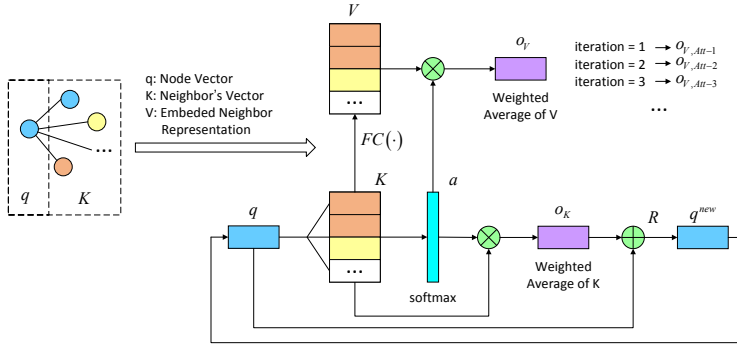 V
o_V
iteration = 1 → o_{V,Att-1}
iteration = 2 → o_{V,Att-2}
iteration = 3 → o_{V,Att-3}
...
q: Node Vector
K: Neighbor's Vector
V: Embeded Neighbor
Representation
...
Weighted
Average of V
...
FC(·)
q
K
K
a
q
o_K
R
q^{new}
...
Weighted
Average of K
softmax